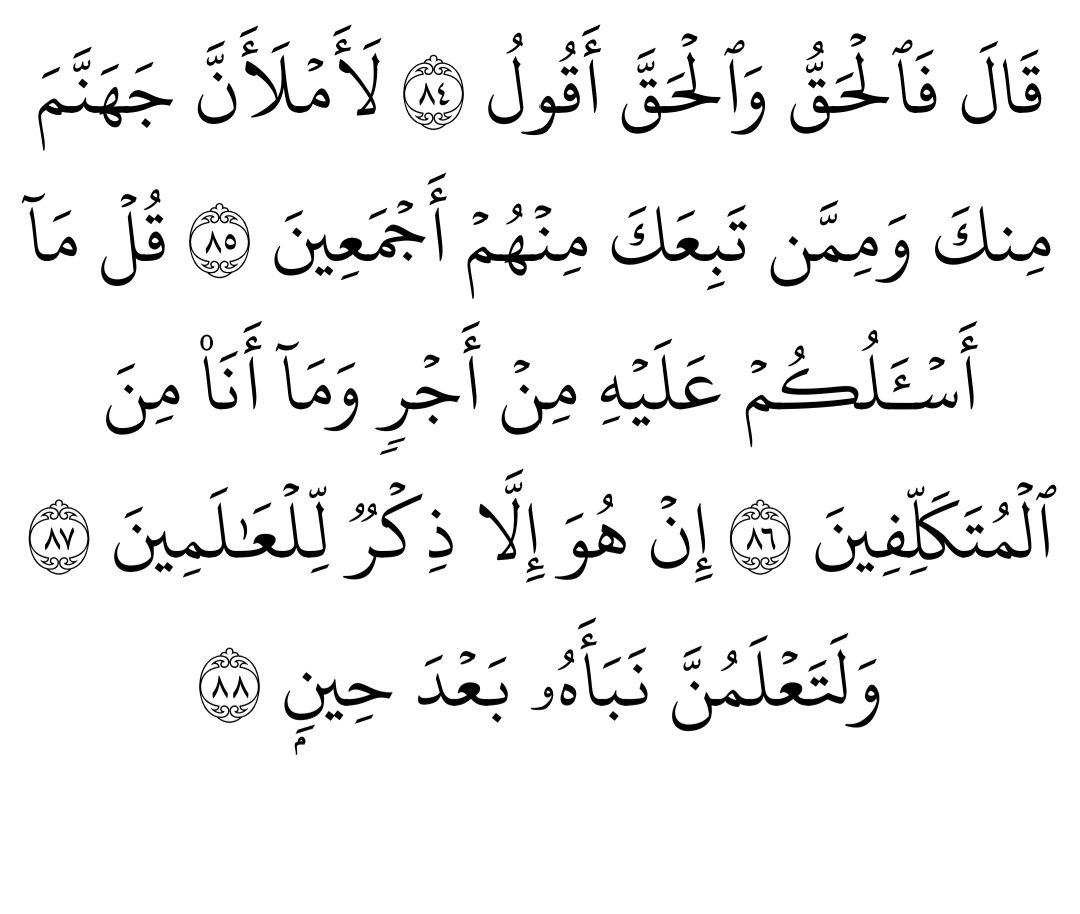 قَالَ فَٱلْحَقُّ وَٱلْحَقَّ أَقُولُ ٨٤ لَأَمْلَأَنَّ جَهَنَّمَ
مِنكَ وَمِمَّن تَبِعَكَ مِنْهُمْ أَجْمَعِينَ ٨٥ قُلْ مَآ
أَسْـَٔلُكُمْ عَلَيْهِ مِنْ أَجْرٍۢ وَمَآ أَنَا۠ مِنَ
ٱلْمُتَكَلِّفِينَ ٨٦ إِنْ هُوَ إِلَّا ذِكْرٌۭ لِّلْعَـٰلَمِينَ ٨٧
وَلَتَعْلَمُنَّ نَبَأَهُۥ بَعْدَ حِينٍۭ ٨٨